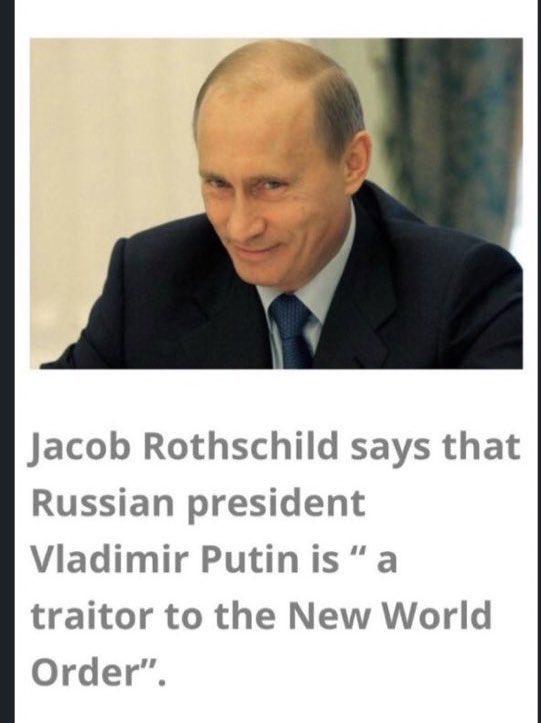 Jacob Rothschild says that
Russian president
Vladimir Putin is “ a
traitor to the New World
Order”.